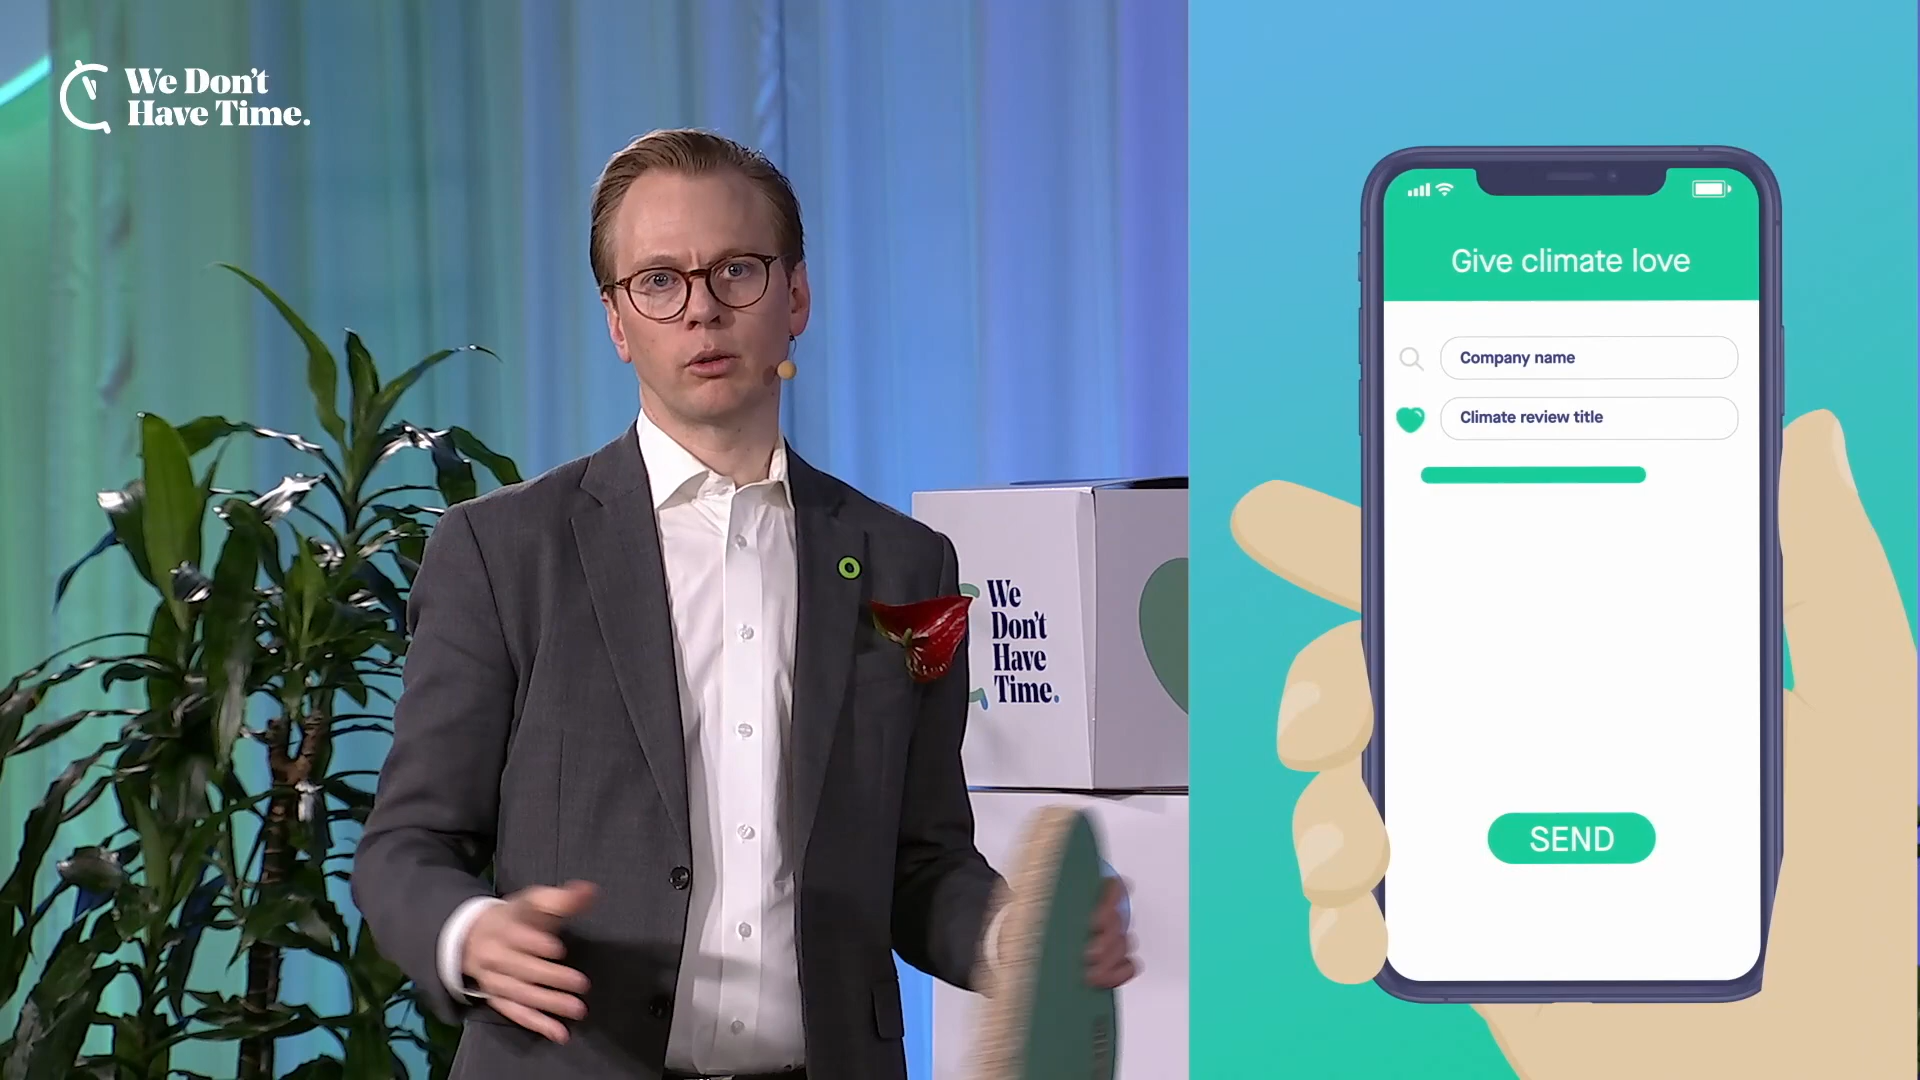 We Don't
Have Time.
We
Don't
Have
Time.
Give climate love
Company name
Climate review title
SEND